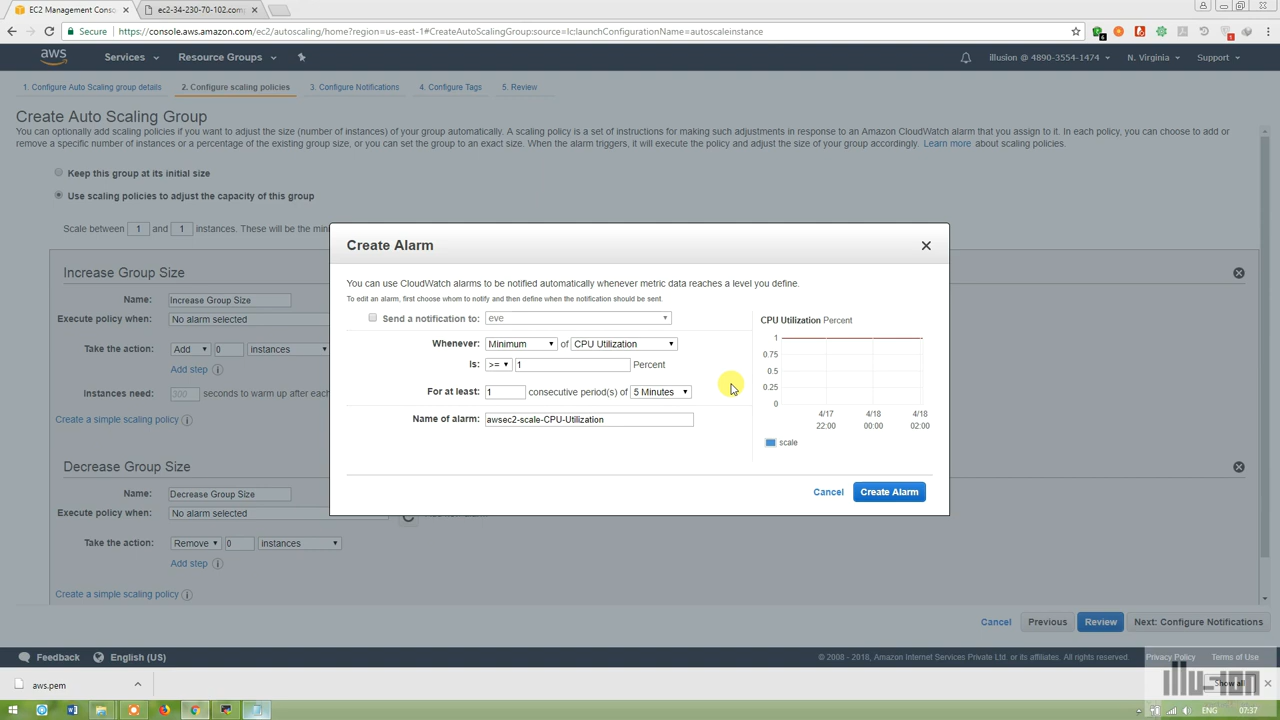 EC2 Management Conso
ec2-34-230-70-102.comp
Secure
https://console.aws.amazon.com/ec2/autoscaling/home?region=us-east-1#CreateAutoScalingGroup:source=lc;launchConfigurationName=autoscaleinstance
aws
Services
Resource Groups
illusion @ 4890-3554-1474
N. Virginia
Support
1. Configure Auto Scaling group details
2. Configure scaling policies
3. Configure Notifications
4. Configure Tags
5. Review
Create Auto Scaling Group
You can optionally add scaling policies if you want to adjust the size (number of instances) of your group automatically. A scaling policy is a set of instructions for making such adjustments in response to an Amazon CloudWatch alarm that you assign to it. In each policy, you can choose to add or
remove a specific number of instances or a percentage of the existing group size, or you can set the group to an exact size. When the alarm triggers, it will execute the policy and adjust the size of your group accordingly. Learn more about scaling policies.
Keep this group at its initial size
Use scaling policies to adjust the capacity of this group
Scale between 1 and 1 instances. These will be the mini
Increase Group Size
Name: Increase Group Size
Execute policy when: No alarm selected
Take the action: Add 0 instances
Add step i
Instances need: 300 seconds to warm up after each
Create a simple scaling policy i
Decrease Group Size
Name: Decrease Group Size
Execute policy when: No alarm selected
Take the action: Remove 0 instances
Add step i
Create a simple scaling policy i
Create Alarm
You can use CloudWatch alarms to be notified automatically whenever metric data reaches a level you define.
To edit an alarm, first choose whom to notify and then define when the notification should be sent.
Send a notification to: eve
Whenever: Minimum of CPU Utilization
Is: >= 1 Percent
For at least: 1 consecutive period(s) of 5 Minutes
Name of alarm: awsec2-scale-CPU-Utilization
CPU Utilization Percent
1
0.75
0.5
0.25
0
4/17 4/18 4/18
22:00 00:00 02:00
scale
Cancel
Create Alarm
Cancel
Previous
Review
Next: Configure Notifications
Feedback
English (US)
© 2008 - 2018, Amazon Internet Services Private Ltd. or its affiliates. All rights reserved.
Privacy Policy
Terms of Use
aws.pem
Show all
illusion
ENG
07:37